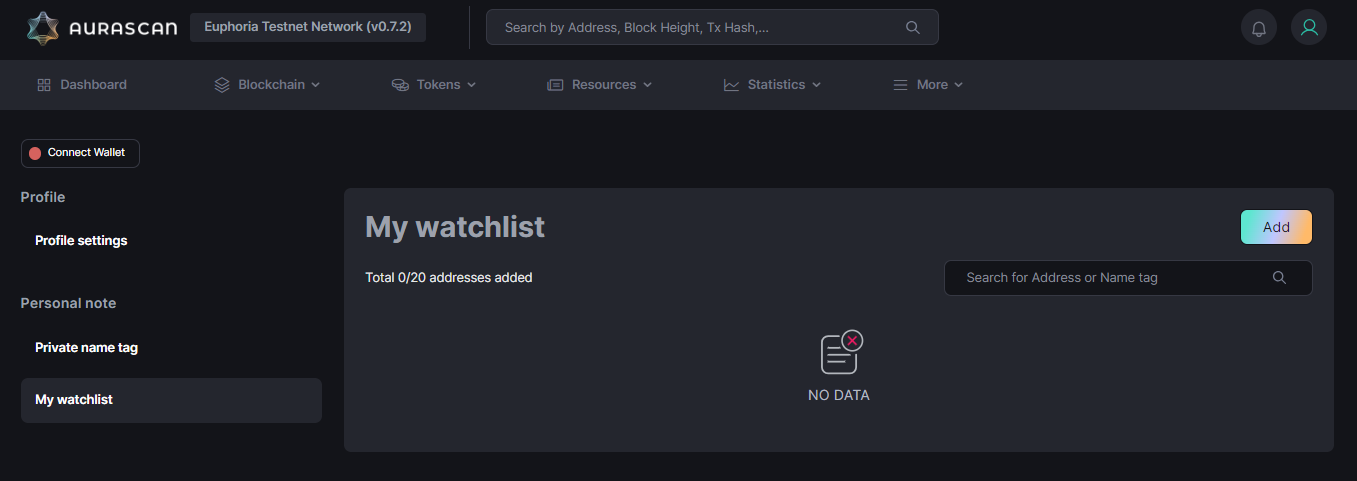 AURASCAN
Euphoria Testnet Network (v0.7.2)
Search by Address, Block Height, Tx Hash,...
Dashboard
Blockchain
Tokens
Resources
Statistics
More
Connect Wallet
Profile
Profile settings
Personal note
Private name tag
My watchlist
My watchlist
Add
Total 0/20 addresses added
Search for Address or Name tag
NO DATA